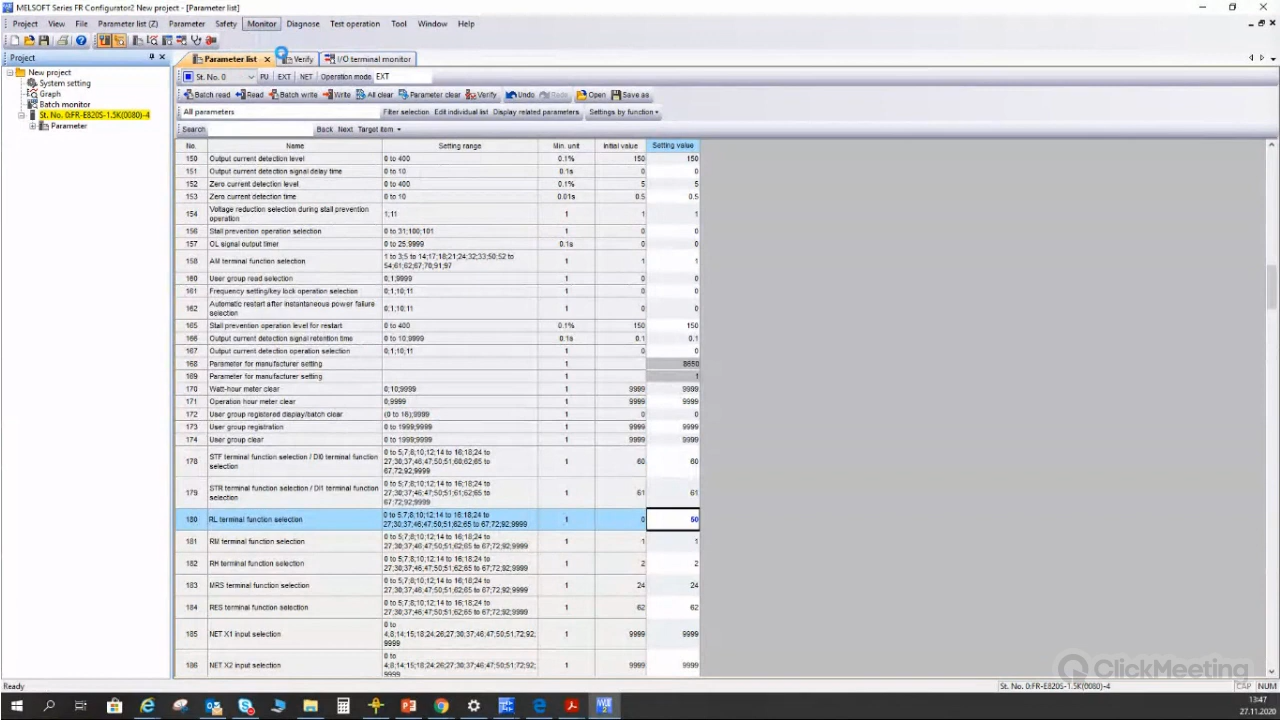 MELSOFT Series FR Configurator2 New project - [Parameter list]
Project View File Parameter list (Z) Parameter Safety Monitor Diagnose Test operation Tool Window Help
Project
New project
System setting
Graph
Batch monitor
St. No. 0:FR-E820S-1.5K(0080)-4
Parameter
Parameter list Verify I/O terminal monitor
St. No. 0 PU EXT NET Operation mode EXT
Batch read Read Batch write Write All clear Parameter clear Verify Undo Redo Open Save as
All parameters Filter selection Edit individual list Display related parameters Settings by function
Search Back Next Target item
No. Name Setting range Min. unit Initial value Setting value
150 Output current detection level 0 to 400 0.1% 150 150
151 Output current detection signal delay time 0 to 10 0.1s 0 0
152 Zero current detection level 0 to 400 0.1% 5 5
153 Zero current detection time 0 to 10 0.01s 0.5 0.5
154 Voltage reduction selection during stall prevention operation 1;11 1 1 1
156 Stall prevention operation selection 0 to 31;100;101 1 0 0
157 OL signal output timer 0 to 25;9999 0.1s 0 0
158 AM terminal function selection 1 to 3;5 to 14;17;18;21;24;32;33;50;52 to 54;61;62;67;70;91;97 1 1 1
160 User group read selection 0;1;9999 1 0 0
161 Frequency setting/key lock operation selection 0;1;10;11 1 0 0
162 Automatic restart after instantaneous power failure selection 0;1;10;11 1 0 0
165 Stall prevention operation level for restart 0 to 400 0.1% 150 150
166 Output current detection signal retention time 0 to 10;9999 0.1s 0.1 0.1
167 Output current detection operation selection 0;1;10;11 1 0 0
168 Parameter for manufacturer setting 1 8650
169 Parameter for manufacturer setting 1 1
170 Watt-hour meter clear 0;10;9999 1 9999 9999
171 Operation hour meter clear 0;9999 1 9999 9999
172 User group registered display/batch clear (0 to 16);9999 1 0 0
173 User group registration 0 to 1999;9999 1 9999 9999
174 User group clear 0 to 1999;9999 1 9999 9999
178 STF terminal function selection / DI0 terminal function selection 0 to 5;7;8;10;12;14 to 16;18;24 to 27;30;37;46;47;50;51;60;62;65 to 67;72;92;9999 1 60 60
179 STR terminal function selection / DI1 terminal function selection 0 to 5;7;8;10;12;14 to 16;18;24 to 27;30;37;46;47;50;51;61;62;65 to 67;72;92;9999 1 61 61
180 RL terminal function selection 0 to 5;7;8;10;12;14 to 16;18;24 to 27;30;37;46;47;50;51;62;65 to 67;72;92;9999 1 0 50
181 RM terminal function selection 0 to 5;7;8;10;12;14 to 16;18;24 to 27;30;37;46;47;50;51;62;65 to 67;72;92;9999 1 1 1
182 RH terminal function selection 0 to 5;7;8;10;12;14 to 16;18;24 to 27;30;37;46;47;50;51;62;65 to 67;72;92;9999 1 2 2
183 MRS terminal function selection 0 to 5;7;8;10;12;14 to 16;18;24 to 27;30;37;46;47;50;51;62;65 to 67;72;92;9999 1 24 24
184 RES terminal function selection 0 to 5;7;8;10;12;14 to 16;18;24 to 27;30;37;46;47;50;51;62;65 to 67;72;92;9999 1 62 62
185 NET X1 input selection 0 to 4;8;14;15;18;24;26;27;30;37;46;47;50;51;72;92;9999 1 9999 9999
186 NET X2 input selection 0 to 4;8;14;15;18;24;26;27;30;37;46;47;50;51;72;92;9999 1 9999 9999
ClickMeeting
Ready St. No. 0:FR-E820S-1.5K(0080)-4 CAP NUM
13:47
27.11.2020